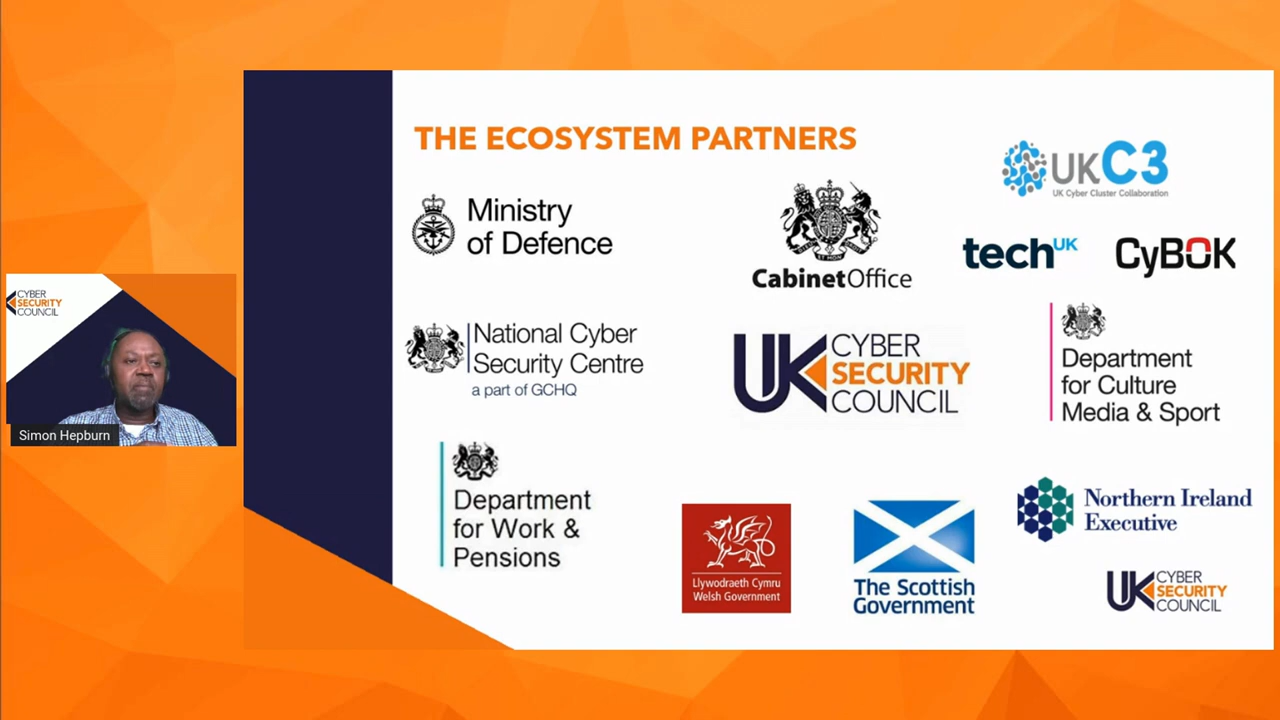 THE ECOSYSTEM PARTNERS
UKC3
UK Cyber Cluster Collaboration
Ministry
of Defence
CabinetOffice
techUK
CyBOK
National Cyber
Security Centre
a part of GCHQ
UK CYBER
SECURITY
COUNCIL
Department
for Culture
Media & Sport
CYBER
SECURITY
COUNCIL
Simon Hepburn
Department
for Work &
Pensions
Llywodraeth Cymru
Welsh Government
The Scottish
Government
Northern Ireland
Executive
UK CYBER
SECURITY
COUNCIL